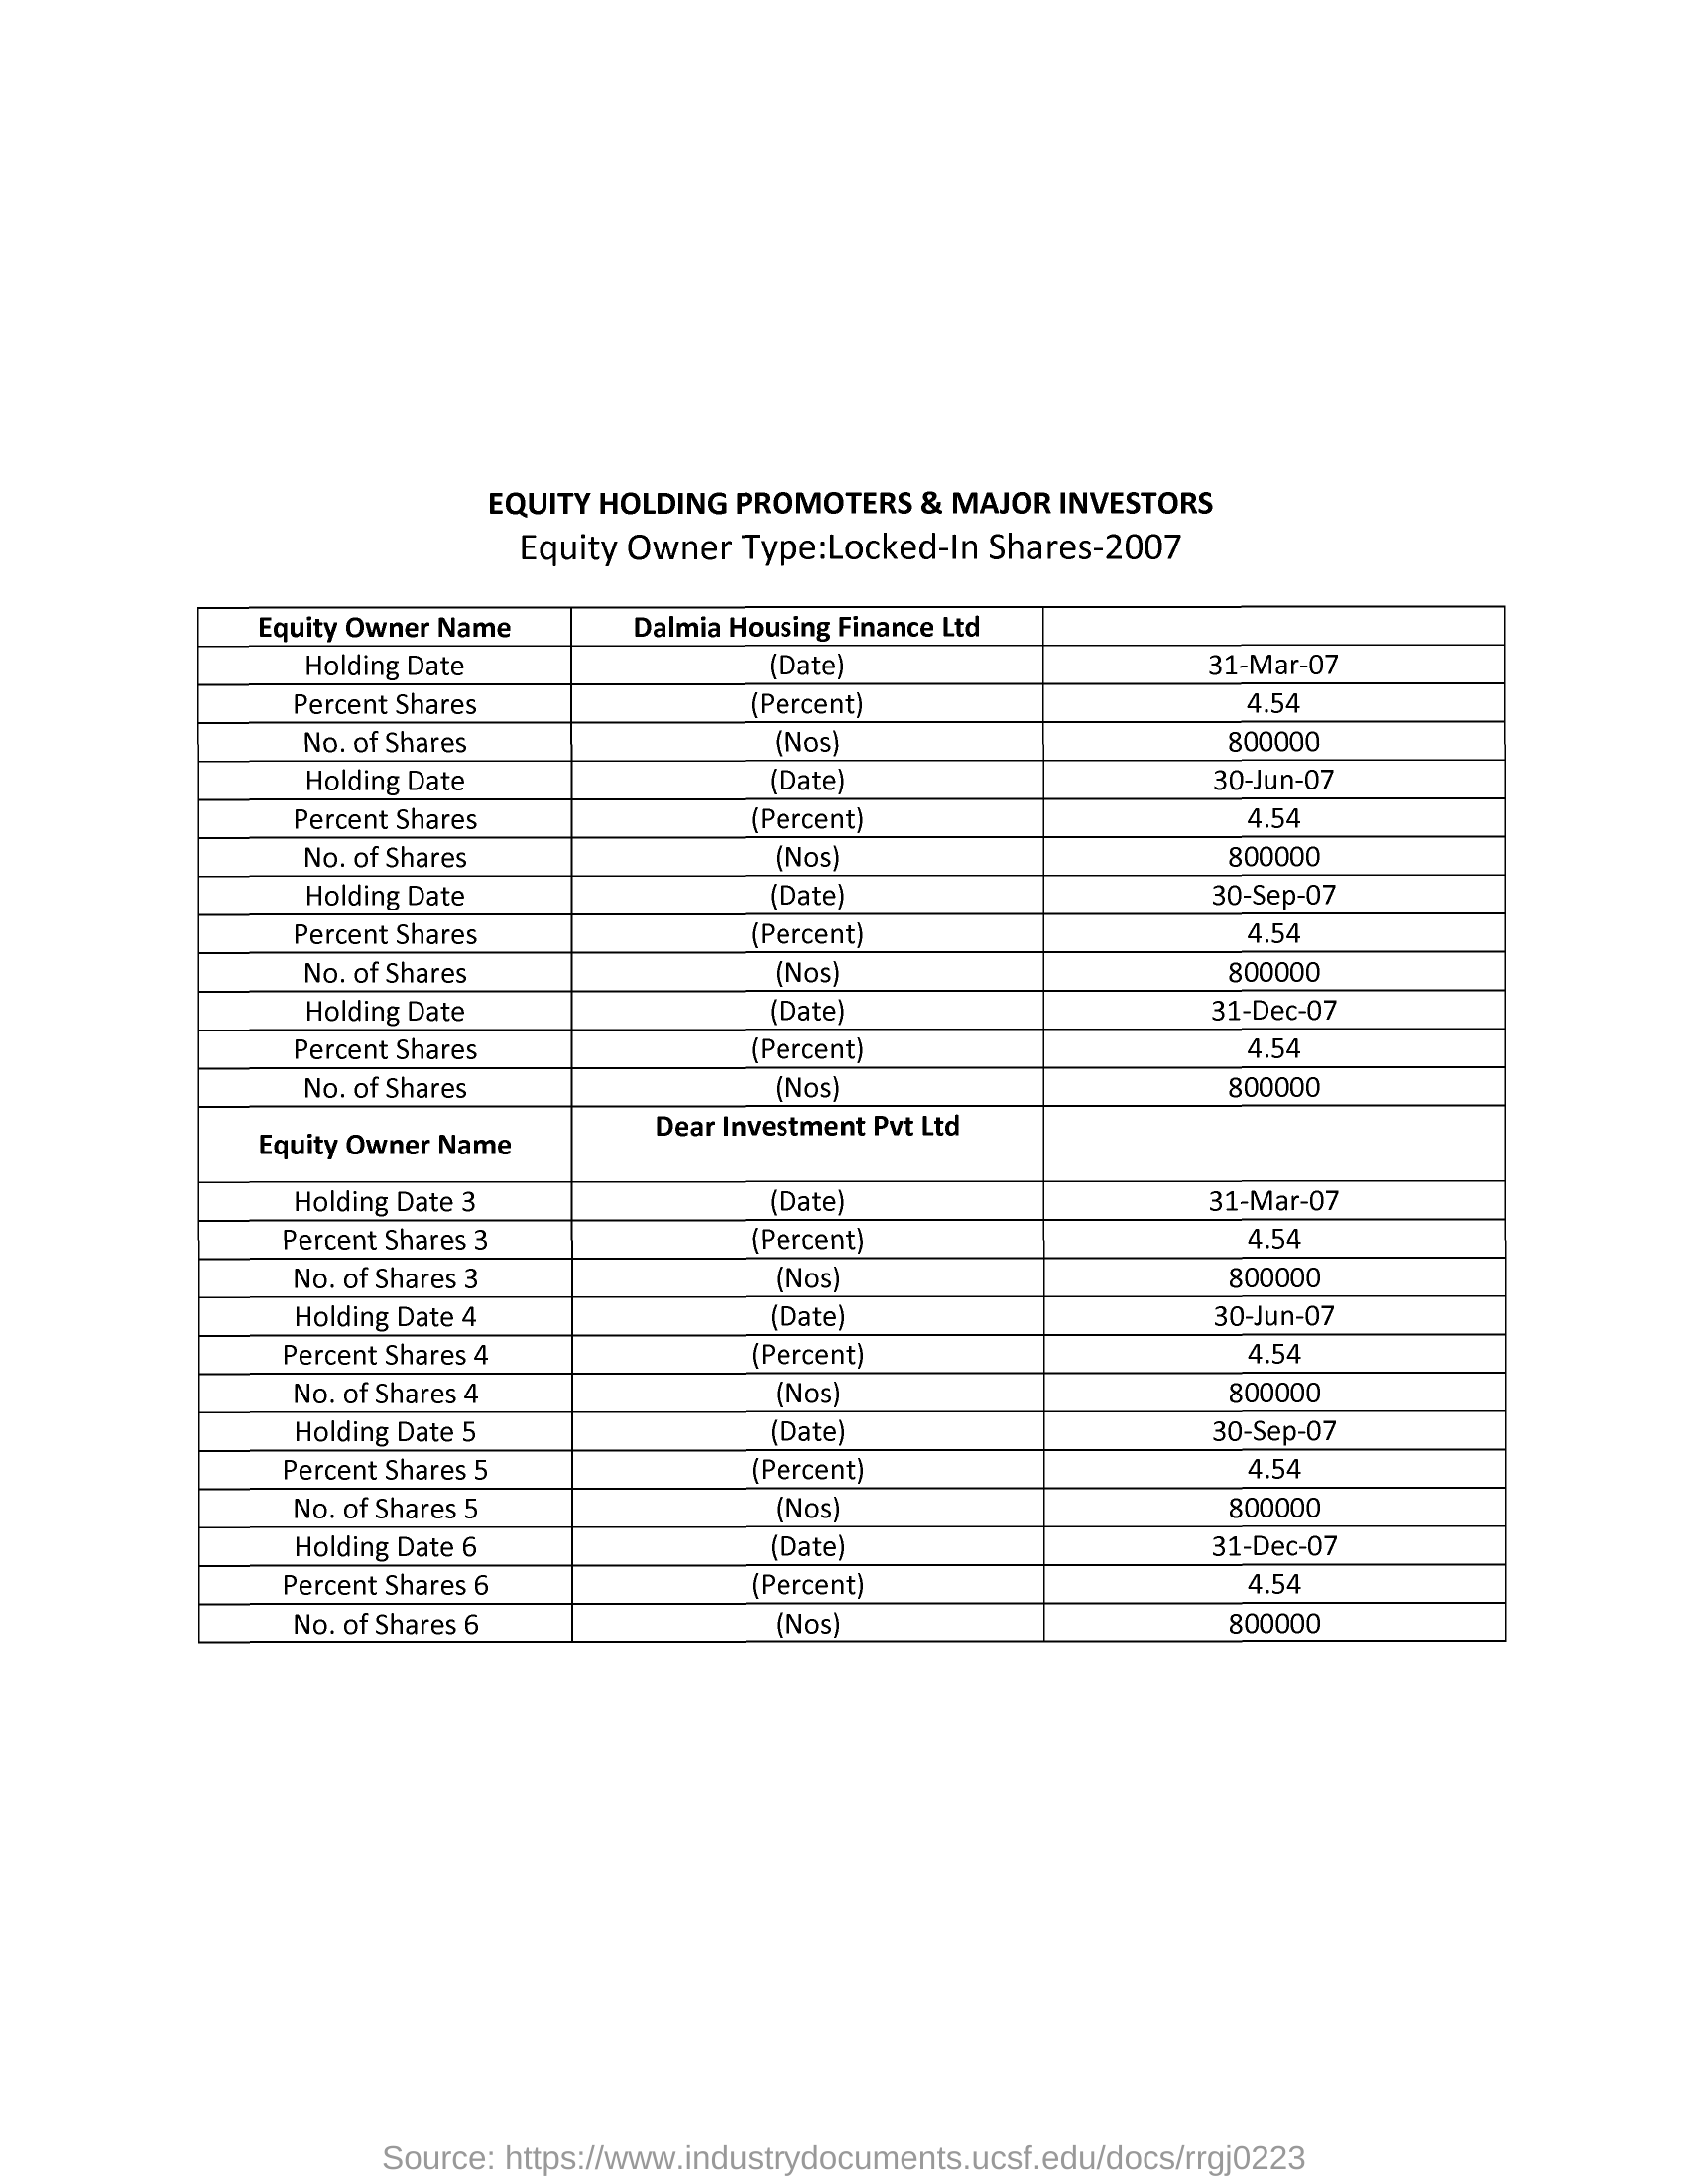 EQUITY HOLDING PROMOTERS & MAJOR INVESTORS
Equity Owner Type:Locked-In Shares-2007
Equity Owner Name Dalmia Housing Finance Ltd
Holding Date (Date) 31-Mar-07
Percent Shares (Percent) 4.54
No. of Shares (Nos) 800000
Holding Date (Date) 30-Jun-07
Percent Shares (Percent) 4.54
No. of Shares (Nos) 800000
Holding Date (Date) 30-Sep-07
Percent Shares (Percent) 4.54
No. of Shares (Nos) 800000
Holding Date (Date) 31-Dec-07
Percent Shares (Percent) 4.54
No. of Shares (Nos) 800000
Equity Owner Name Dear Investment Pvt Ltd
Holding Date 3 (Date) 31-Mar-07
Percent Shares 3 (Percent) 4.54
No. of Shares 3 (Nos) 800000
Holding Date 4 (Date) 30-Jun-07
Percent Shares 4 (Percent) 4.54
No. of Shares 4 (Nos) 800000
Holding Date 5 (Date) 30-Sep-07
Percent Shares 5 (Percent) 4.54
No. of Shares 5 (Nos) 800000
Holding Date 6 (Date) 31-Dec-07
Percent Shares 6 (Percent) 4.54
No. of Shares 6 (Nos) 800000
Source: https://www.industrydocuments.ucsf.edu/docs/rrgj0223